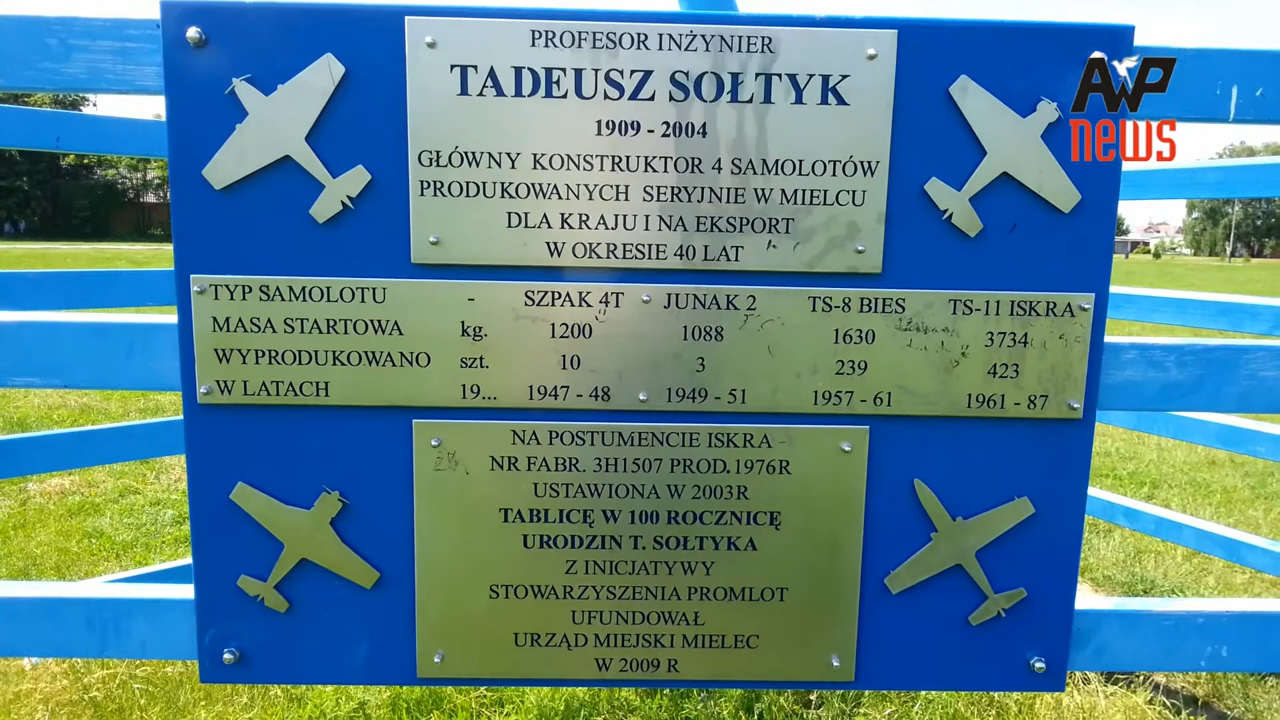 PROFESOR INŻYNIER
TADEUSZ SOŁTYK
1909 - 2004
GŁÓWNY KONSTRUKTOR 4 SAMOLOTÓW
PRODUKOWANYCH SERYJNIE W MIELCU
DLA KRAJU I NA EKSPORT
W OKRESIE 40 LAT
AWP
news
TYP SAMOLOTU - SZPAK 4T JUNAK 2 TS-8 BIES TS-11 ISKRA
MASA STARTOWA kg. 1200 1088 1630 3734
WYPRODUKOWANO szt. 10 3 239 423
W LATACH 19... 1947 - 48 1949 - 51 1957 - 61 1961 - 87
NA POSTUMENCIE ISKRA
NR FABR. 3H1507 PROD.1976R
USTAWIONA W 2003R
TABLICĘ W 100 ROCZNICĘ
URODZIN T. SOŁTYKA
Z INICJATYWY
STOWARZYSZENIA PROMLOT
UFUNDOWAŁ
URZĄD MIEJSKI MIELEC
W 2009 R